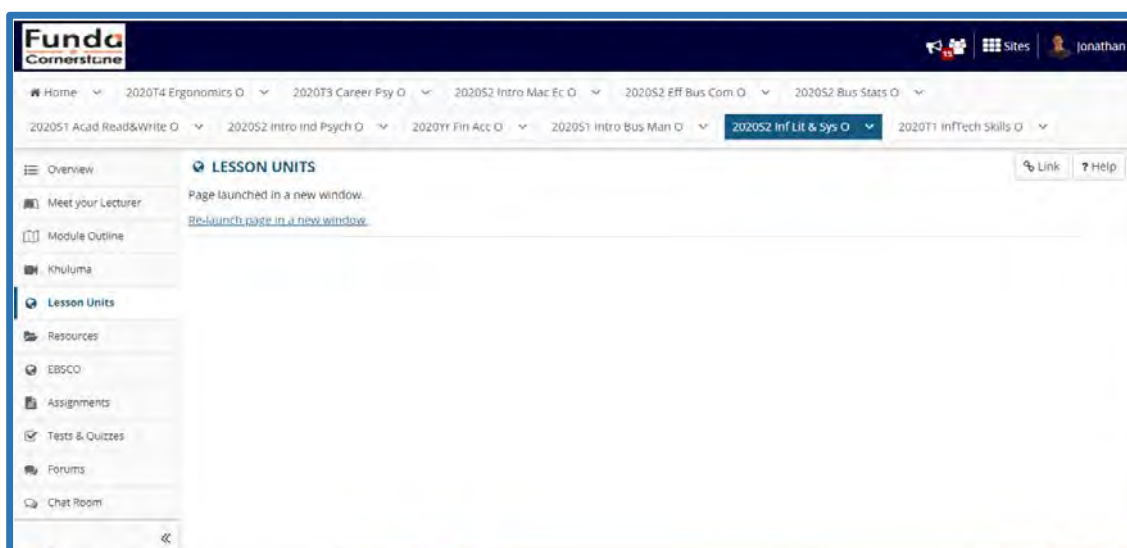 Funda
Cornerstone
15 Sites Jonathan
Home 2020T4 Ergonomics O 2020T3 Career Psy O 2020S2 Intro Mac Ec O 2020S2 Eff Bus Com O 2020S2 Bus Stats O
2020S1 Acad Read&Write O 2020S2 Intro Ind Psych O 2020Yr Fin Acc O 2020S1 Intro Bus Man O 2020S2 Inf Lit & Sys O 2020T1 InfTech Skills O
Overview
Meet your Lecturer
Module Outline
Khuluma
Lesson Units
Resources
EBSCO
Assignments
Tests & Quizzes
Forums
Chat Room
«
LESSON UNITS
Link ? Help
Page launched in a new window.
Re-launch page in a new window.